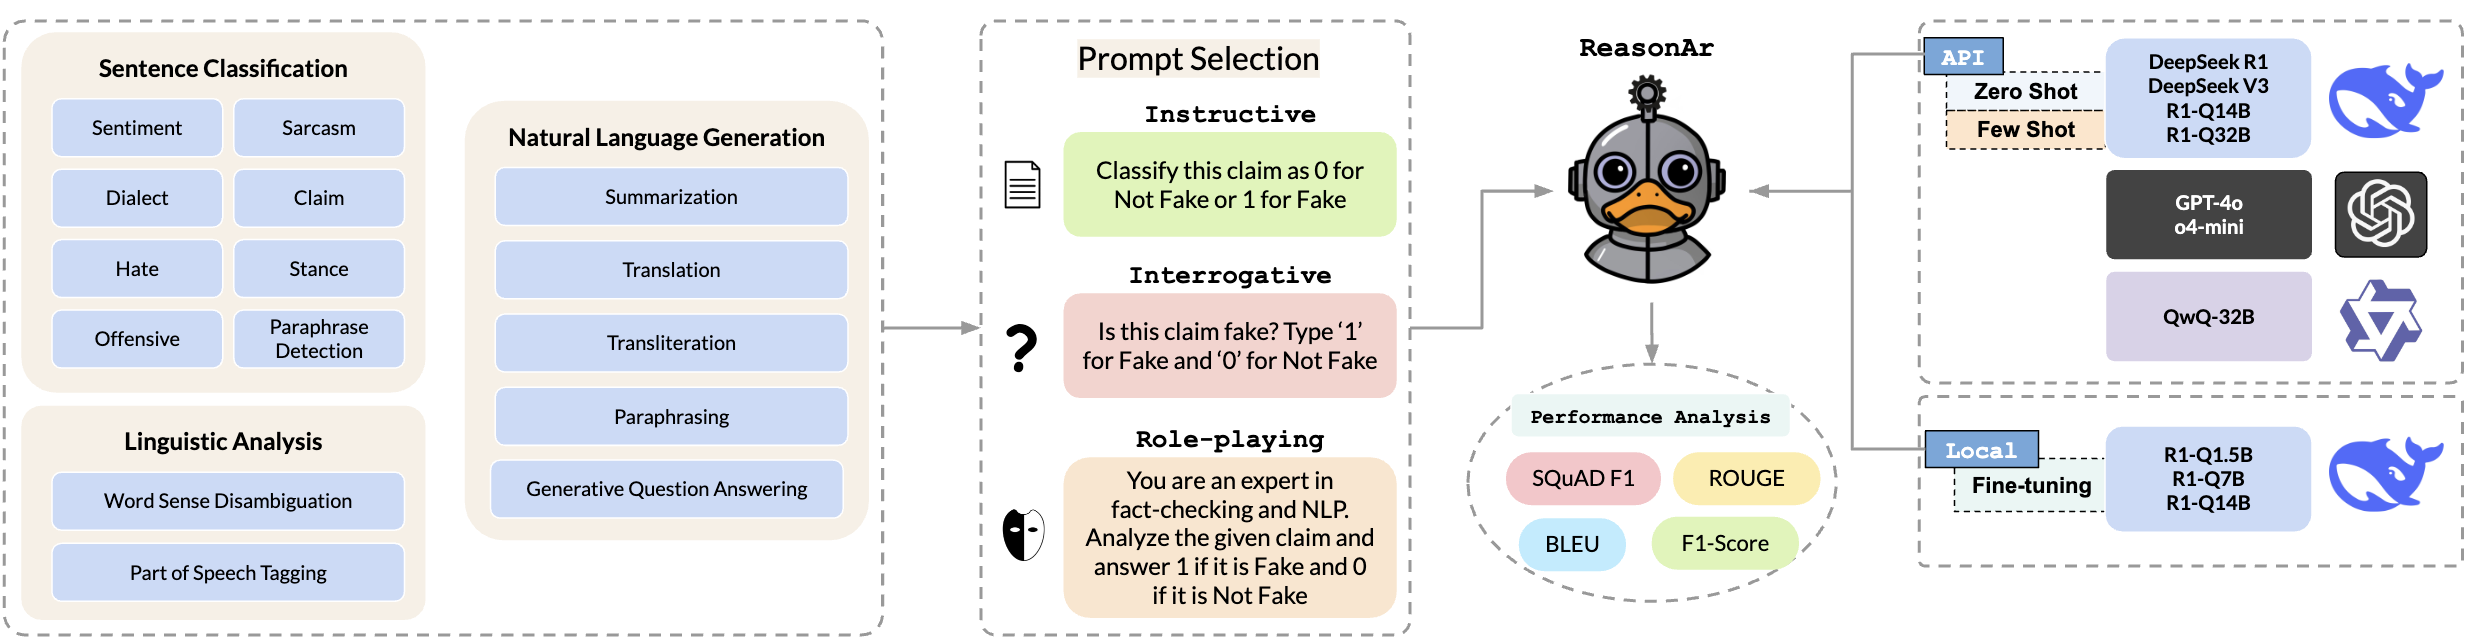 Sentence Classification
Sentiment
Sarcasm
Dialect
Claim
Hate
Stance
Offensive
Paraphrase
Detection
Linguistic Analysis
Word Sense Disambiguation
Part of Speech Tagging
Natural Language Generation
Summarization
Translation
Transliteration
Paraphrasing
Generative Question Answering
Prompt Selection
Instructive
Classify this claim as 0 for
Not Fake or 1 for Fake
Interrogative
?
Is this claim fake? Type ‘1’
for Fake and ‘0’ for Not Fake
Role-playing
You are an expert in
fact-checking and NLP.
Analyze the given claim and
answer 1 if it is Fake and 0
if it is Not Fake
ReasonAr
Performance Analysis
SQuAD F1
ROUGE
BLEU
F1-Score
API
Zero Shot
Few Shot
DeepSeek R1
DeepSeek V3
R1-Q14B
R1-Q32B
GPT-4o
o4-mini
QwQ-32B
Local
Fine-tuning
R1-Q1.5B
R1-Q7B
R1-Q14B